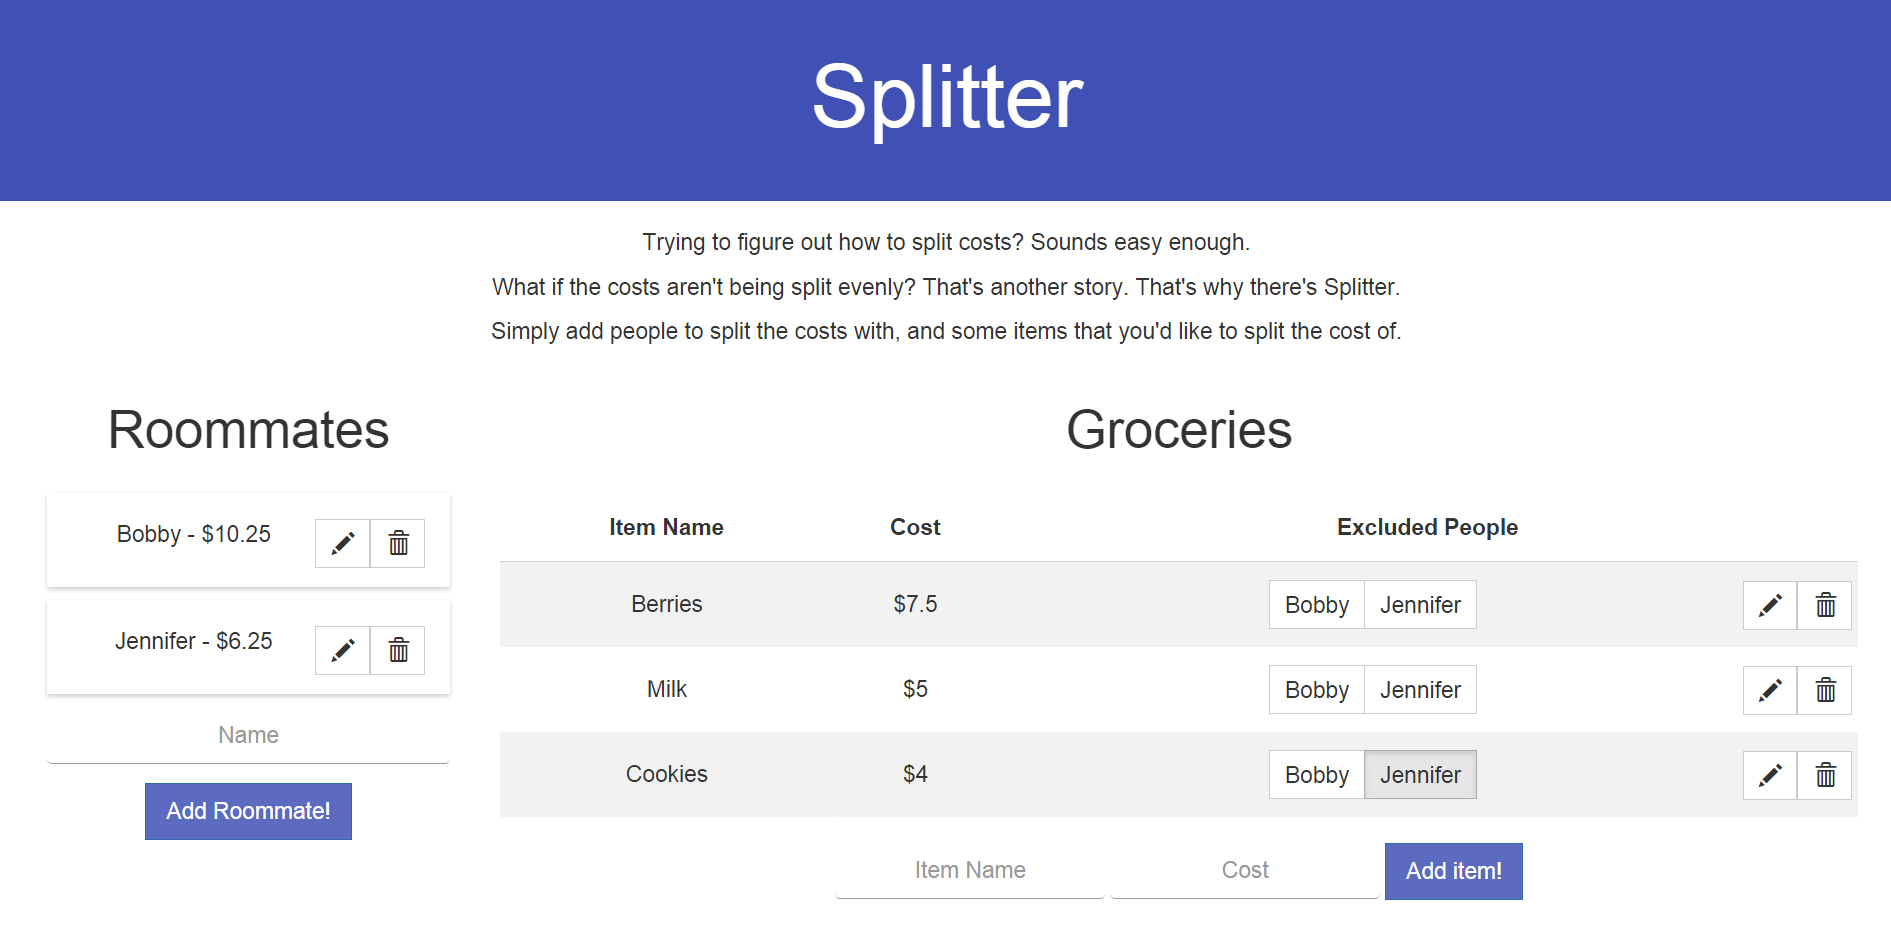 Splitter
Trying to figure out how to split costs? Sounds easy enough.
What if the costs aren't being split evenly? That's another story. That's why there's Splitter.
Simply add people to split the costs with, and some items that you'd like to split the cost of.
Roommates
Bobby - $10.25
Jennifer - $6.25
Name
Add Roommate!
Groceries
Item Name Cost Excluded People
Berries $7.5 Bobby Jennifer
Milk $5 Bobby Jennifer
Cookies $4 Bobby Jennifer
Item Name Cost Add item!